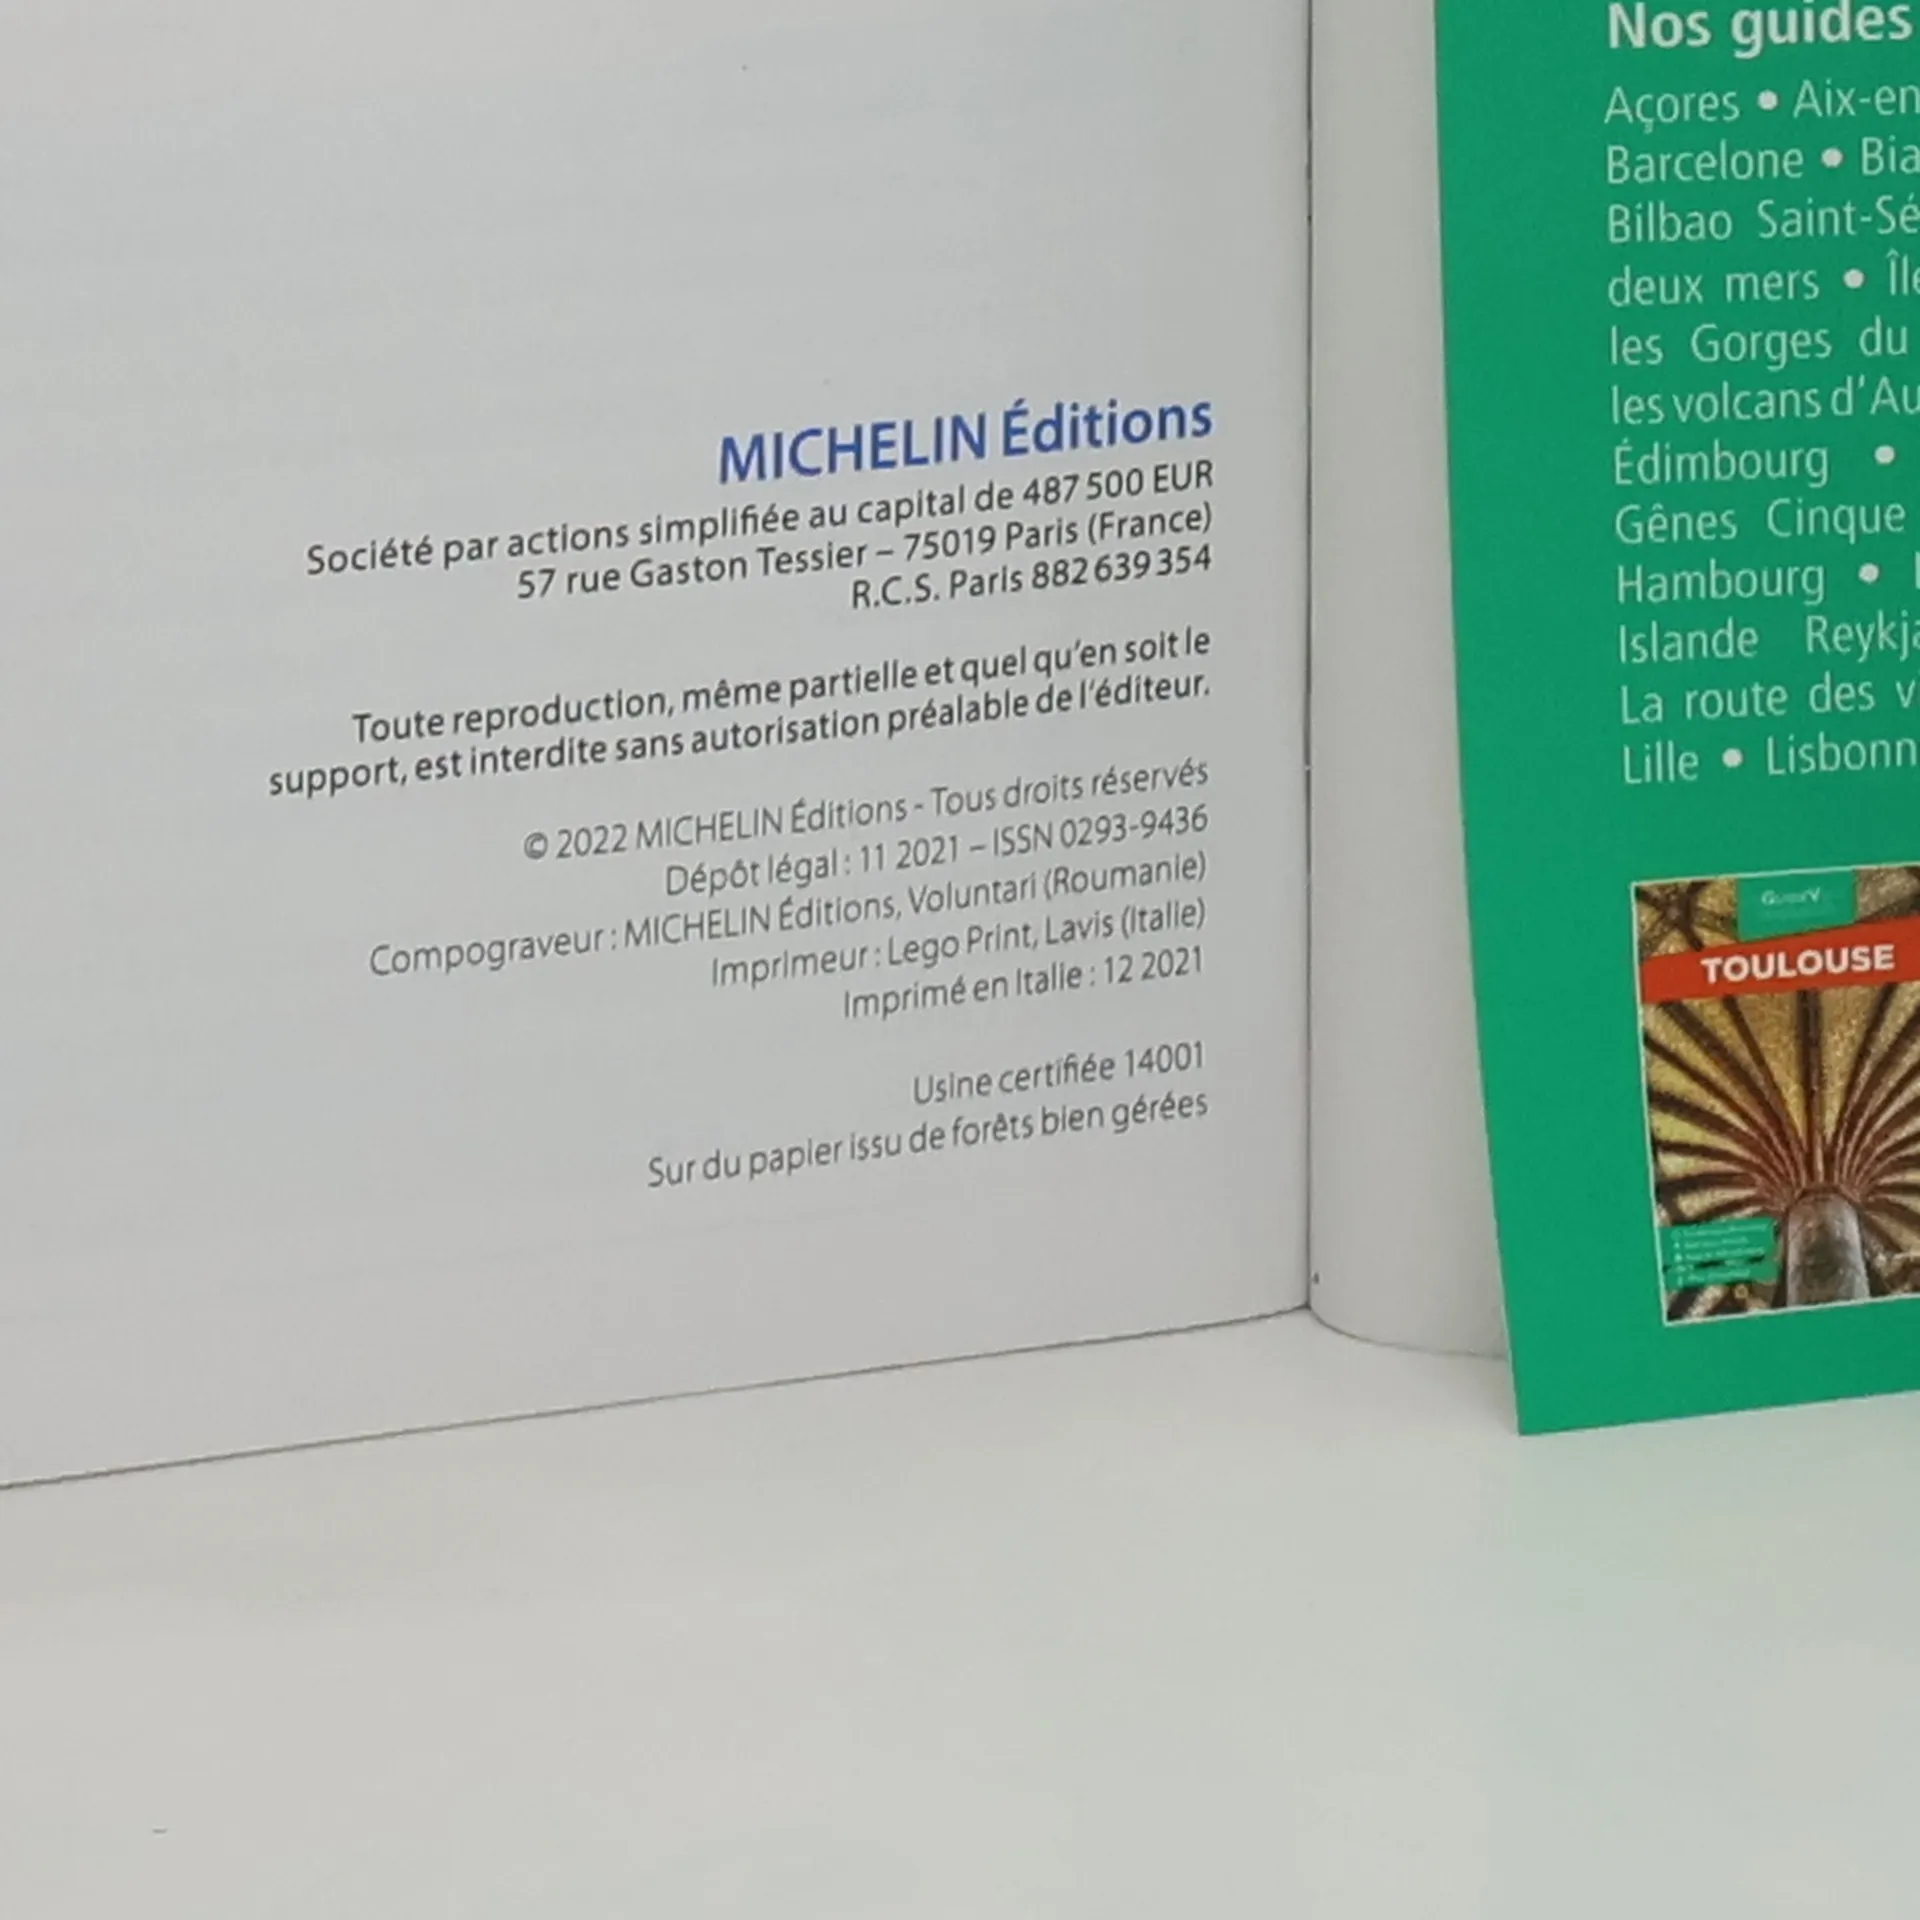 MICHELIN Éditions
Société par actions simplifiée au capital de 487 500 EUR
57 rue Gaston Tessier – 75019 Paris (France)
R.C.S. Paris 882 639 354
Toute reproduction, même partielle et quel qu'en soit le
support, est interdite sans autorisation préalable de l'éditeur.
© 2022 MICHELIN Éditions - Tous droits réservés
Dépôt légal : 11 2021 – ISSN 0293-9436
Compograveur : MICHELIN Éditions, Voluntari (Roumanie)
Imprimeur : Lego Print, Lavis (Italie)
Imprimé en Italie : 12 2021
Usine certifiée 14001
Sur du papier issu de forêts bien gérées
Nos guides
Açores • Aix-en
Barcelone • Bia
Bilbao Saint-Sé
deux mers • Île
les Gorges du
les volcans d'Au
Édimbourg •
Gênes Cinque
Hambourg •
Islande Reykja
La route des v
Lille • Lisbonn
TOULOUSE